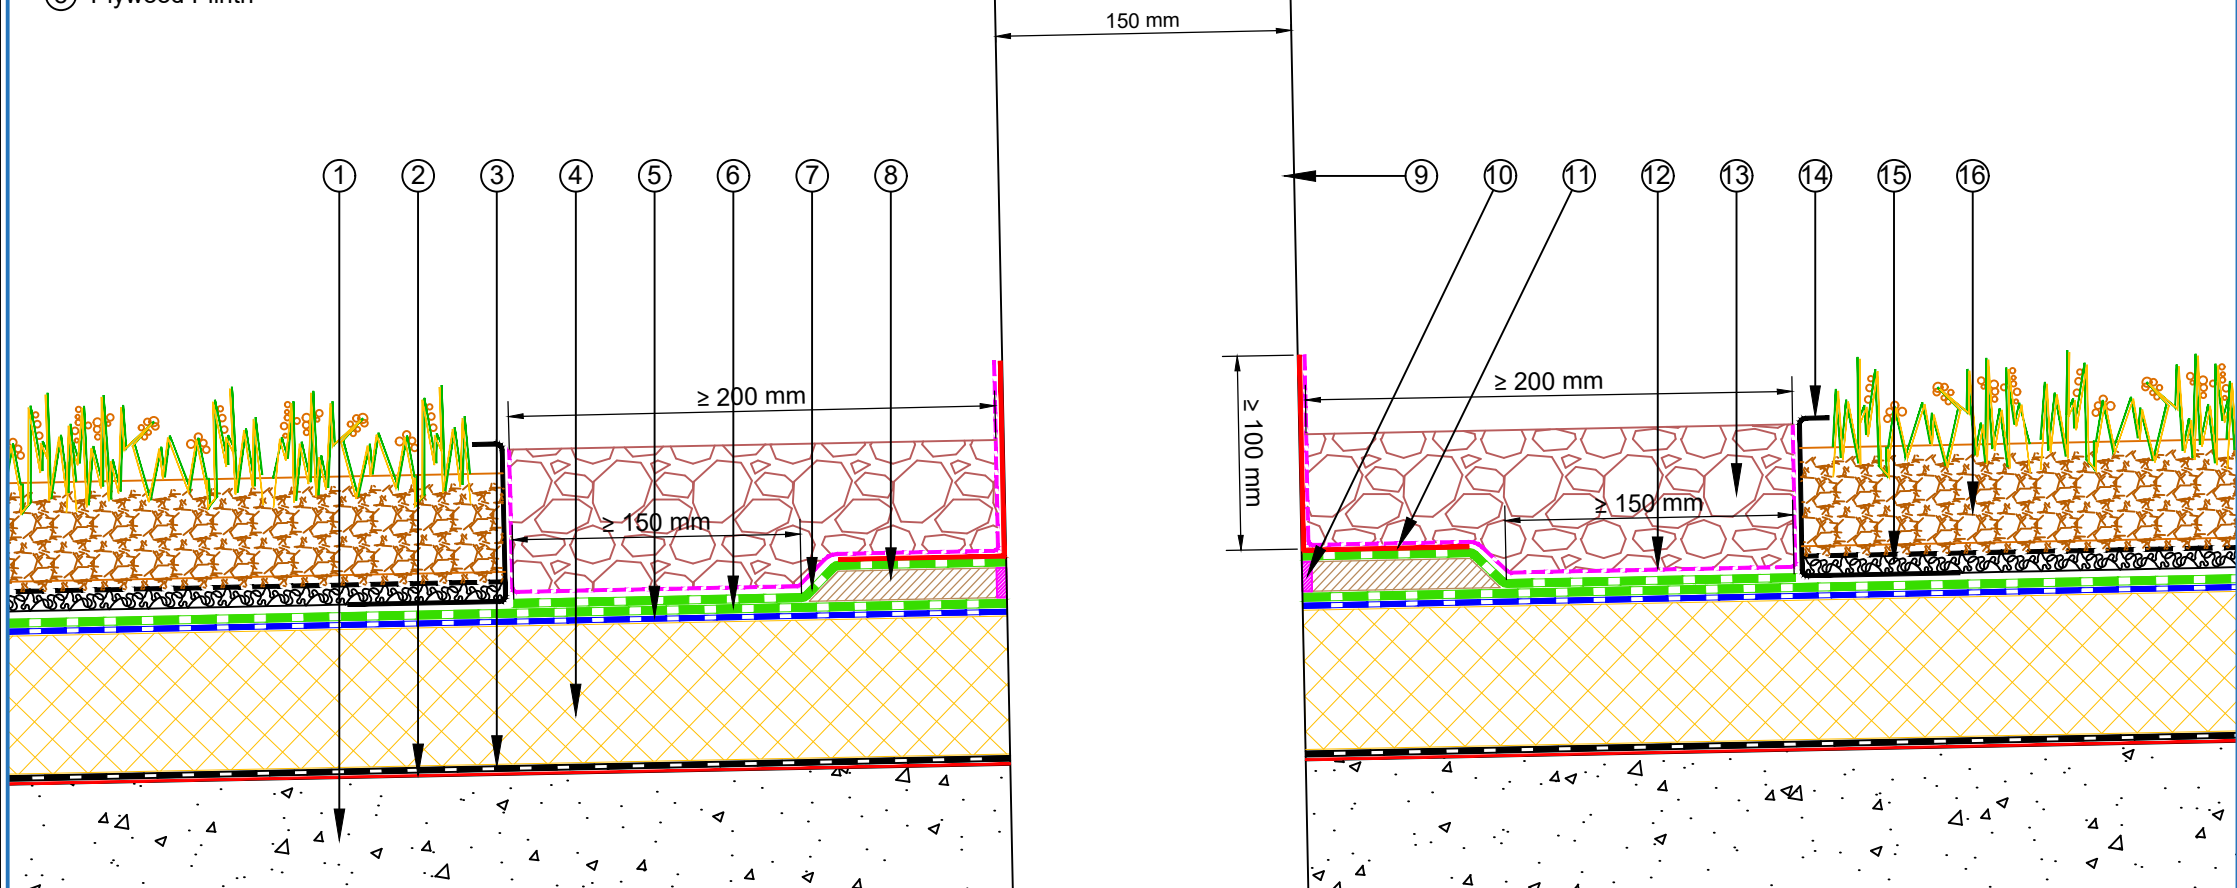 ⑧ Plywood Plinth
150 mm
① ② ③ ④ ⑤ ⑥ ⑦ ⑧ ⑨ ⑩ ⑪ ⑫ ⑬ ⑭ ⑮ ⑯
≥ 200 mm
≥ 200 mm
≥ 100 mm
≥ 150 mm
≥ 150 mm